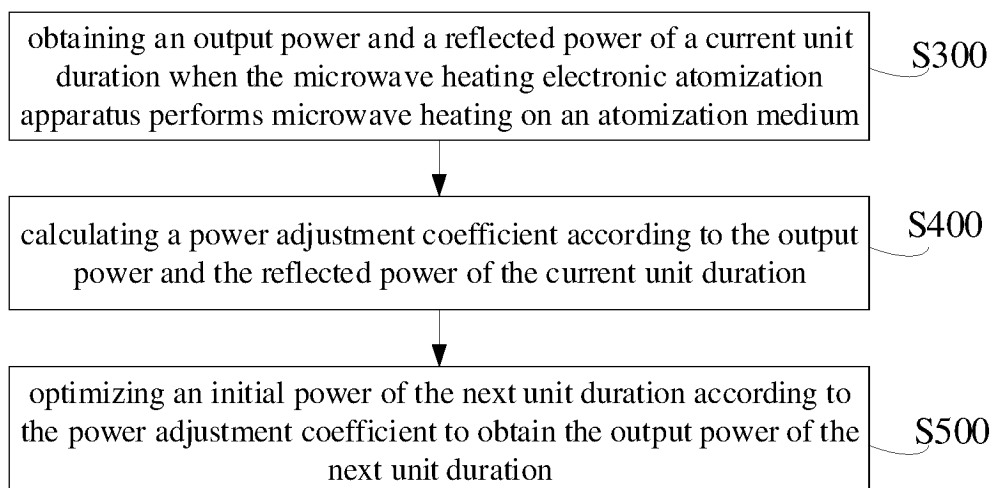 obtaining an output power and a reflected power of a current unit
duration when the microwave heating electronic atomization
apparatus performs microwave heating on an atomization medium
S300
calculating a power adjustment coefficient according to the output
power and the reflected power of the current unit duration
S400
optimizing an initial power of the next unit duration according to
the power adjustment coefficient to obtain the output power of the
next unit duration
S500